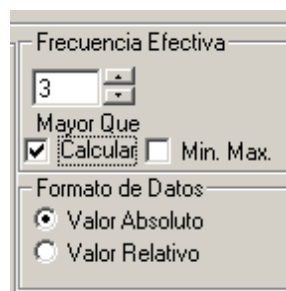 Frecuencia Efectiva
3
Mayor Que
Calcular Min. Max.
Formato de Datos
Valor Absoluto
Valor Relativo